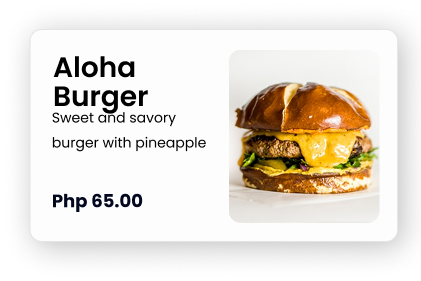 Aloha
Burger
Sweet and savory
burger with pineapple
Php 65.00